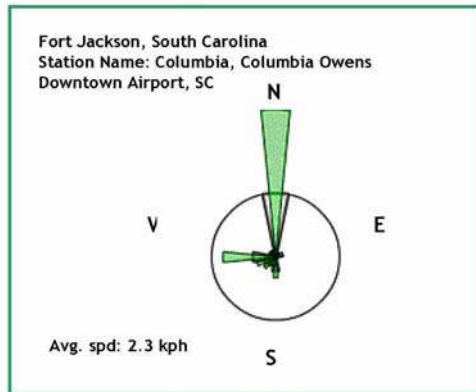 Fort Jackson, South Carolina
Station Name: Columbia, Columbia Owens
Downtown Airport, SC
N
V
E
Avg. spd: 2.3 kph
S